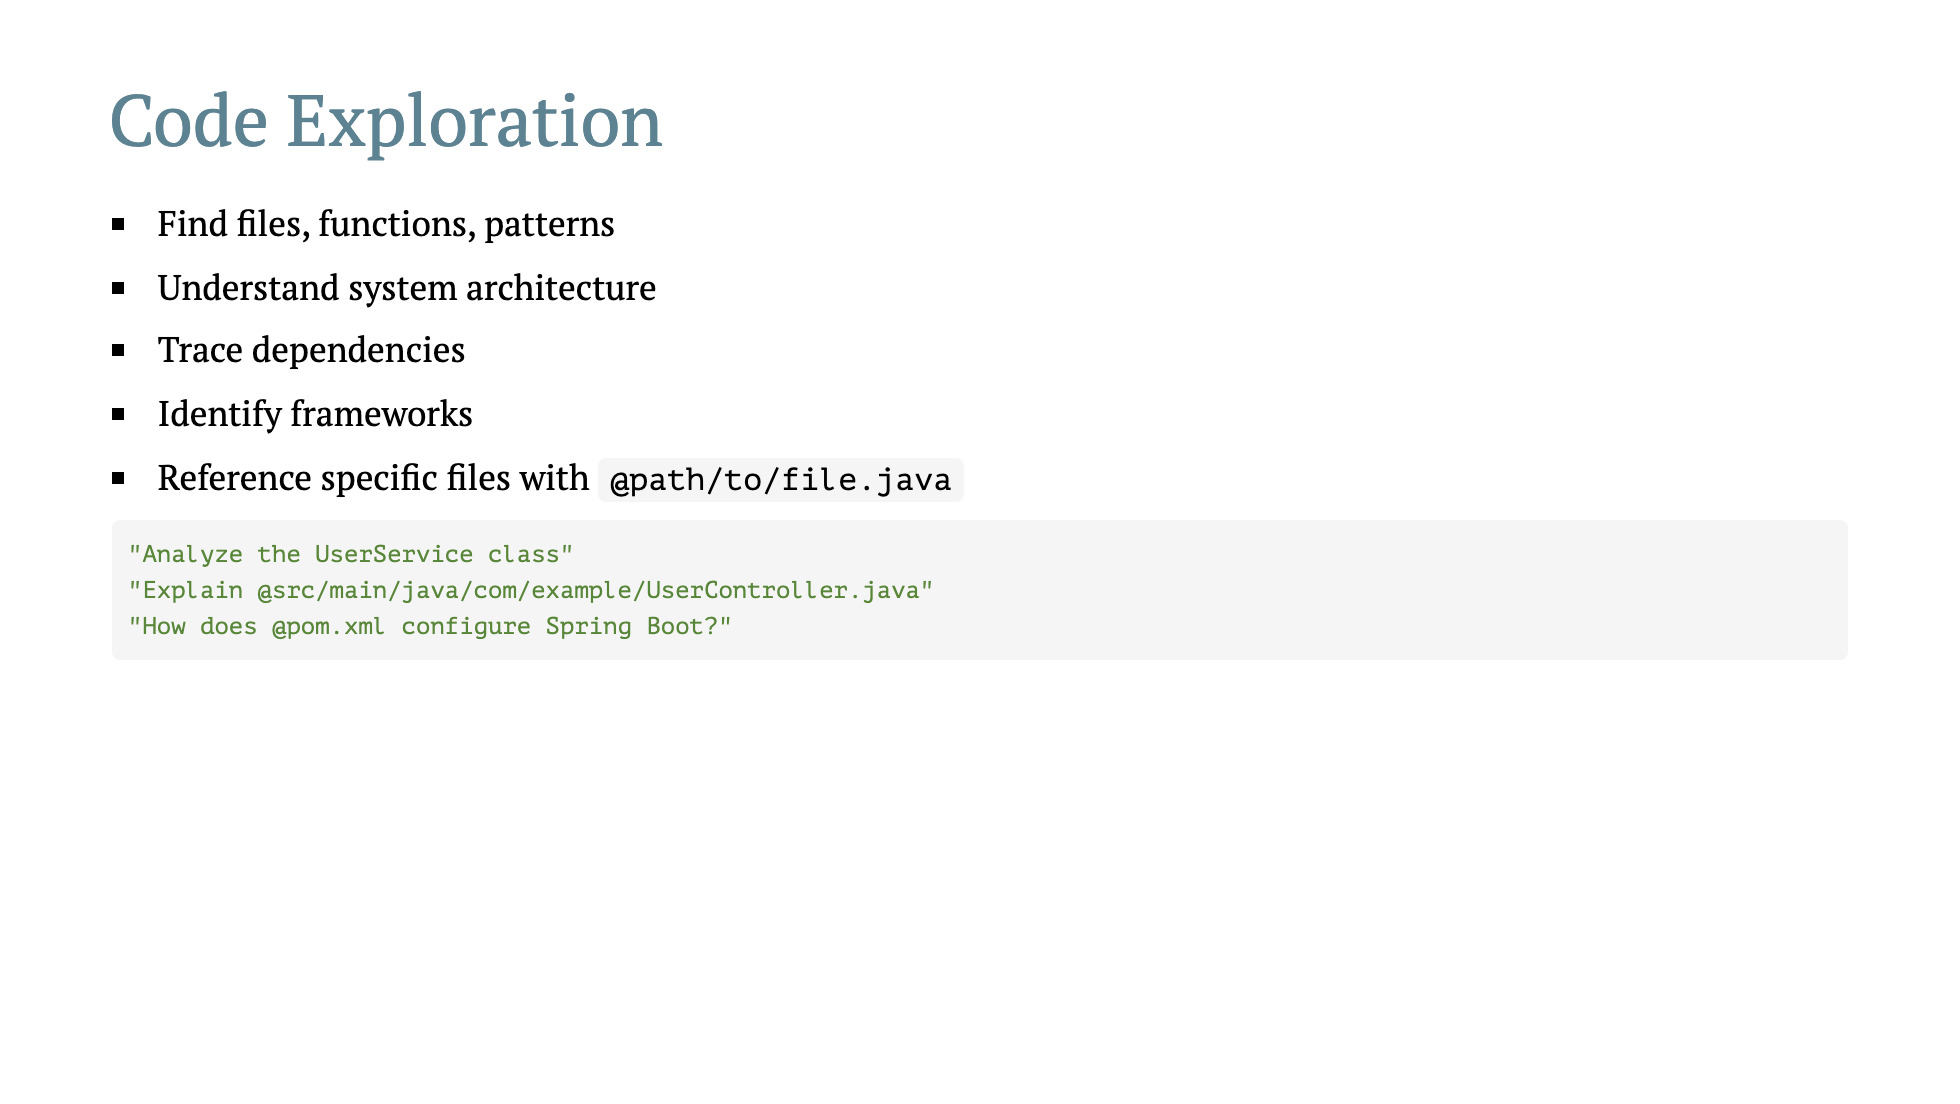 Code Exploration
▪ Find files, functions, patterns
▪ Understand system architecture
▪ Trace dependencies
▪ Identify frameworks
▪ Reference specific files with @path/to/file.java
"Analyze the UserService class"
"Explain @src/main/java/com/example/UserController.java"
"How does @pom.xml configure Spring Boot?"